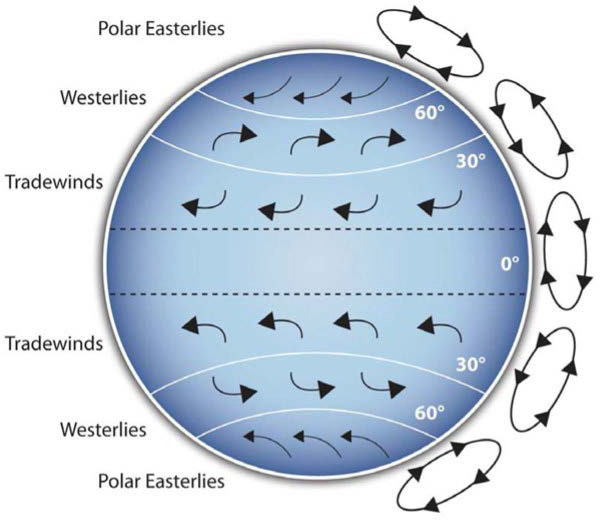 Polar Easterlies
Westerlies
60°
30°
Tradewinds
0°
Tradewinds
30°
60°
Westerlies
Polar Easterlies